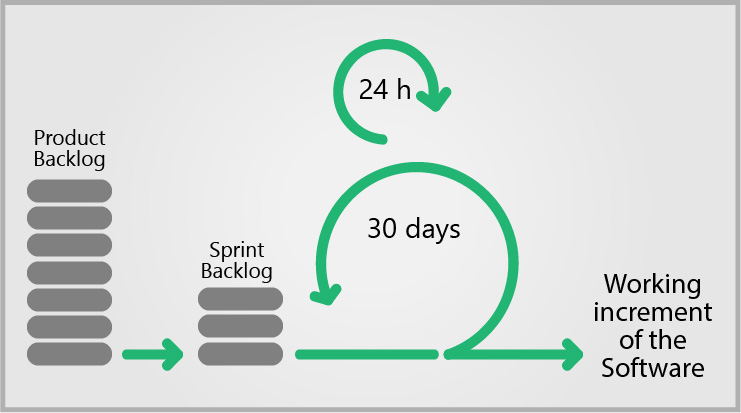 24 h
Product
Backlog
30 days
Sprint
Backlog
Working
increment
of the
Software